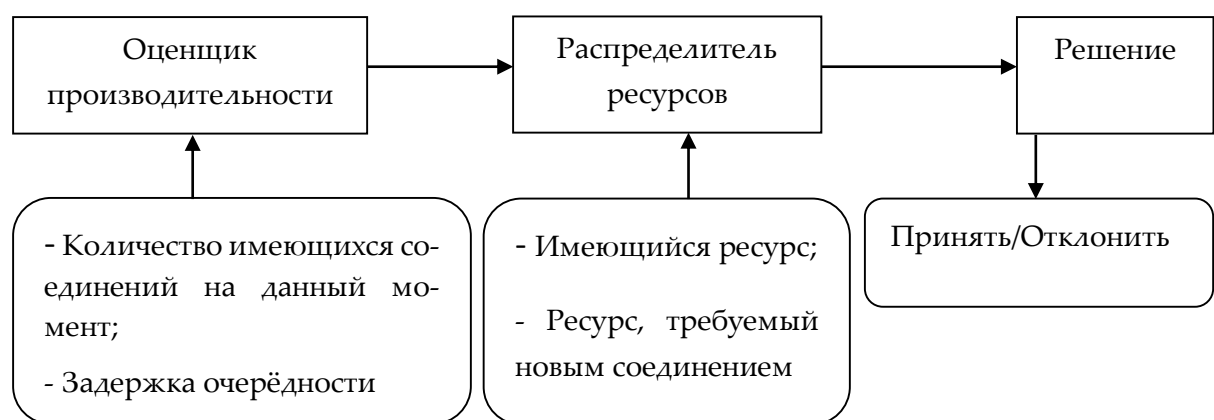 Оценщик
производительности
Распределитель
ресурсов
Решение
- Количество имеющихся со-
единений на данный мо-
мент;
- Задержка очерёдности
- Имеющийся ресурс;
- Ресурс, требуемый
новым соединением
Принять/Отклонить